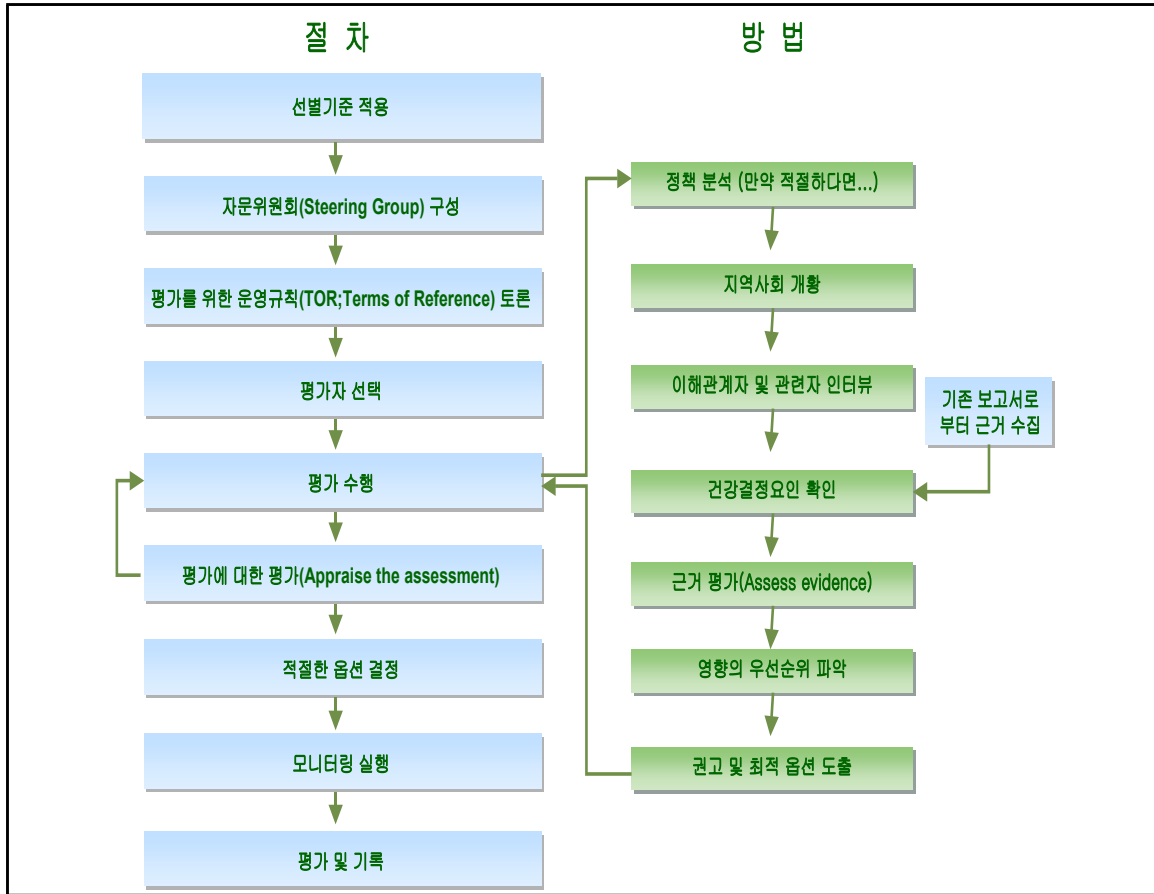 절 차
선별기준 적용
자문위원회(Steering Group) 구성
평가를 위한 운영규칙(TOR;Terms of Reference) 토론
평가자 선택
평가 수행
평가에 대한 평가(Appraise the assessment)
적절한 옵션 결정
모니터링 실행
평가 및 기록
방 법
정책 분석 (만약 적절하다면...)
지역사회 개황
이해관계자 및 관련자 인터뷰
기존 보고서로
부터 근거 수집
건강결정요인 확인
근거 평가(Assess evidence)
영향의 우선순위 파악
권고 및 최적 옵션 도출